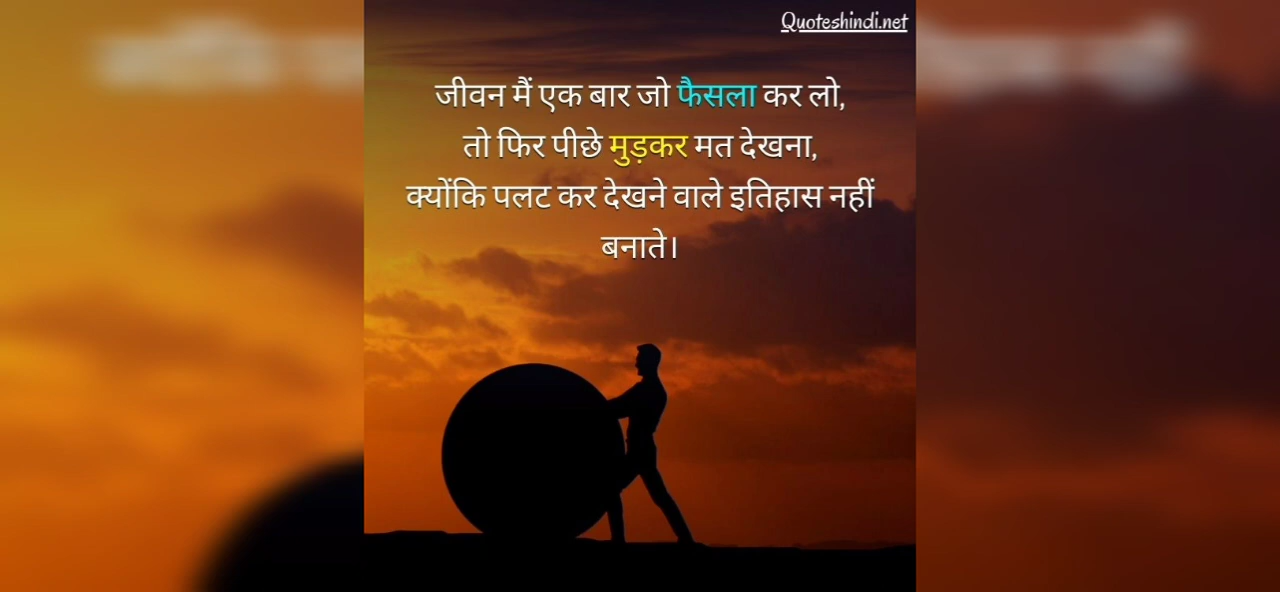 Quoteshindi.net
जीवन मैं एक बार जो फैसला कर लो,
तो फिर पीछे मुड़कर मत देखना,
क्योंकि पलट कर देखने वाले इतिहास नहीं
बनाते।